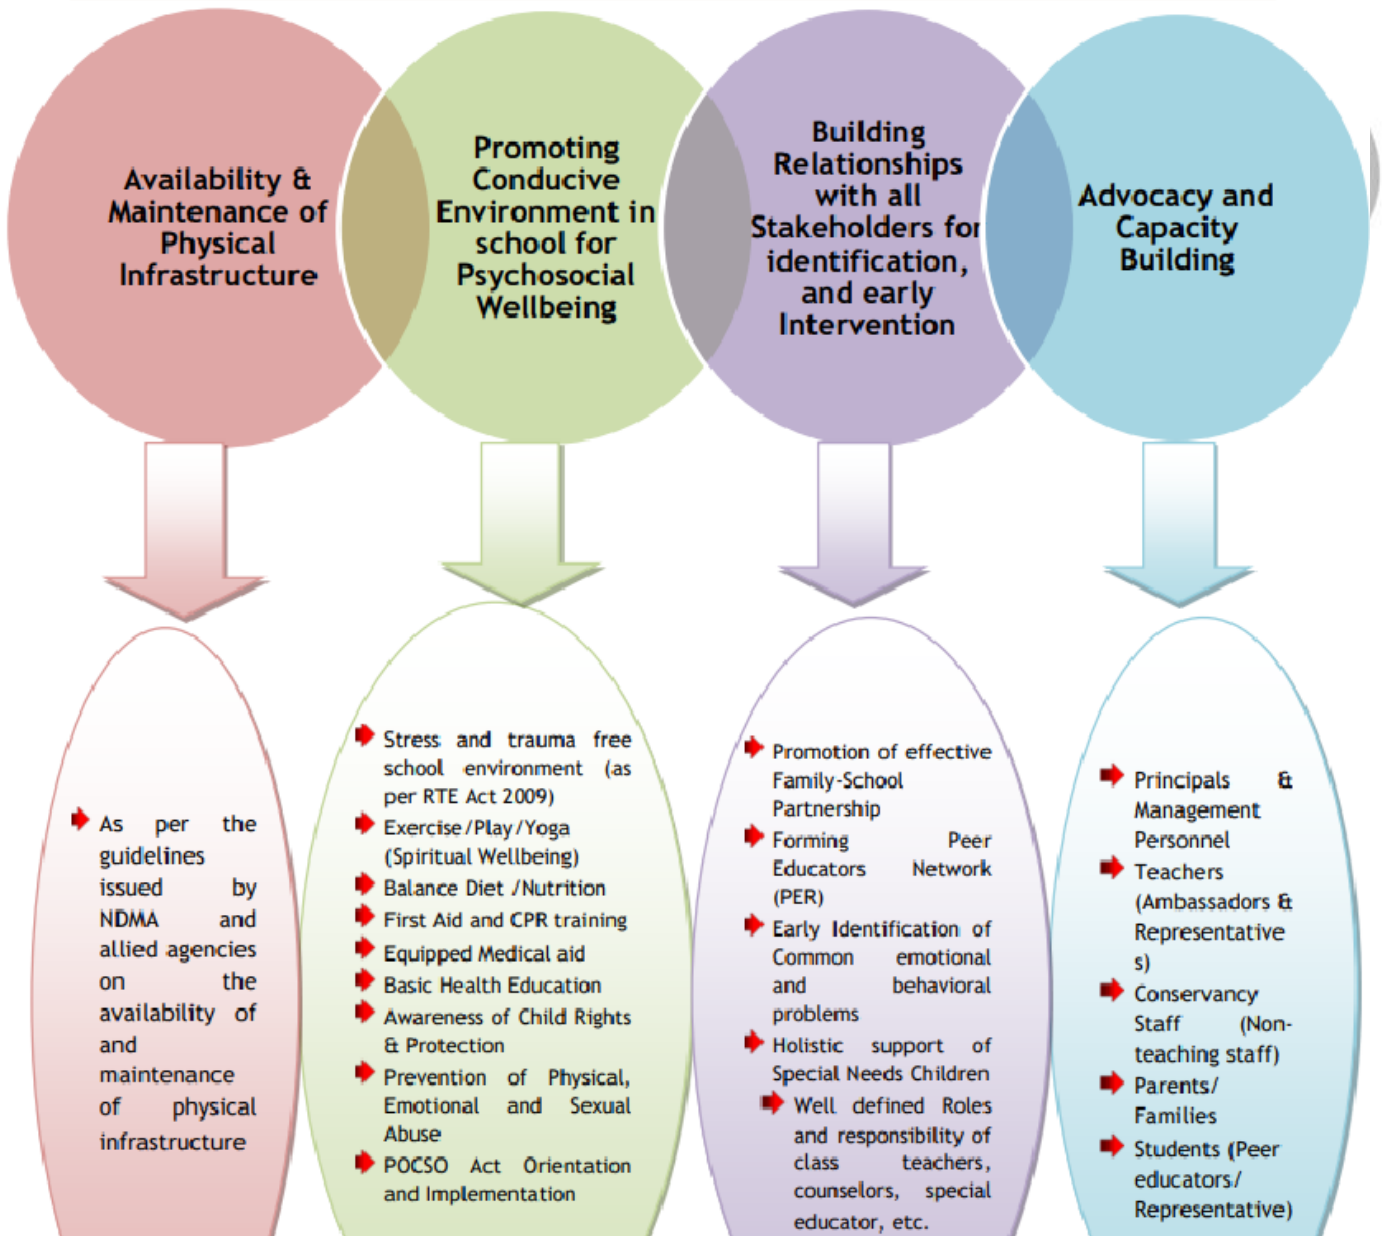 Availability &
Maintenance of
Physical
Infrastructure
Promoting
Conducive
Environment in
school for
Psychosocial
Wellbeing
Building
Relationships
with all
Stakeholders for
identification,
and early
Intervention
Advocacy and
Capacity
Building
As per the
guidelines
issued by
NDMA and
allied agencies
on the
availability of
and
maintenance
of physical
infrastructure
Stress and trauma free
school environment (as
per RTE Act 2009)
Exercise/Play/Yoga
(Spiritual Wellbeing)
Balance Diet /Nutrition
First Aid and CPR training
Equipped Medical aid
Basic Health Education
Awareness of Child Rights
& Protection
Prevention of Physical,
Emotional and Sexual
Abuse
POCSO Act Orientation
and Implementation
Promotion of effective
Family-School
Partnership
Forming Peer
Educators Network
(PER)
Early Identification of
Common emotional
and behavioral
problems
Holistic support of
Special Needs Children
Well defined Roles
and responsibility of
class teachers,
counselors, special
educator, etc.
Principals &
Management
Personnel
Teachers
(Ambassadors &
Representative
s)
Conservancy
Staff (Non-
teaching staff)
Parents/
Families
Students (Peer
educators/
Representative)